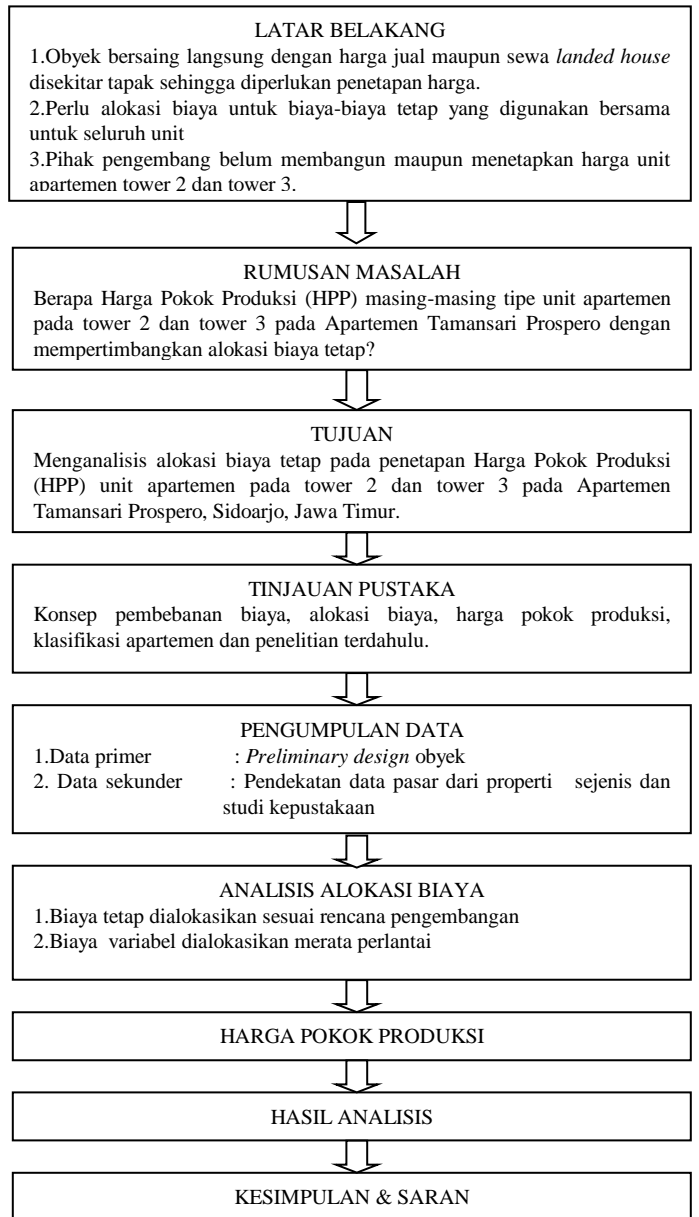 LATAR BELAKANG
1.Obyek bersaing langsung dengan harga jual maupun sewa landed house
disekitar tapak sehingga diperlukan penetapan harga.
2.Perlu alokasi biaya untuk biaya-biaya tetap yang digunakan bersama
untuk seluruh unit
3.Pihak pengembang belum membangun maupun menetapkan harga unit
apartemen tower 2 dan tower 3.
RUMUSAN MASALAH
Berapa Harga Pokok Produksi (HPP) masing-masing tipe unit apartemen
pada tower 2 dan tower 3 pada Apartemen Tamansari Prospero dengan
mempertimbangkan alokasi biaya tetap?
TUJUAN
Menganalisis alokasi biaya tetap pada penetapan Harga Pokok Produksi
(HPP) unit apartemen pada tower 2 dan tower 3 pada Apartemen
Tamansari Prospero, Sidoarjo, Jawa Timur.
TINJAUAN PUSTAKA
Konsep pembebanan biaya, alokasi biaya, harga pokok produksi,
klasifikasi apartemen dan penelitian terdahulu.
PENGUMPULAN DATA
1.Data primer : Preliminary design obyek
2. Data sekunder : Pendekatan data pasar dari properti sejenis dan
studi kepustakaan
ANALISIS ALOKASI BIAYA
1.Biaya tetap dialokasikan sesuai rencana pengembangan
2.Biaya variabel dialokasikan merata perlantai
HARGA POKOK PRODUKSI
HASIL ANALISIS
KESIMPULAN & SARAN